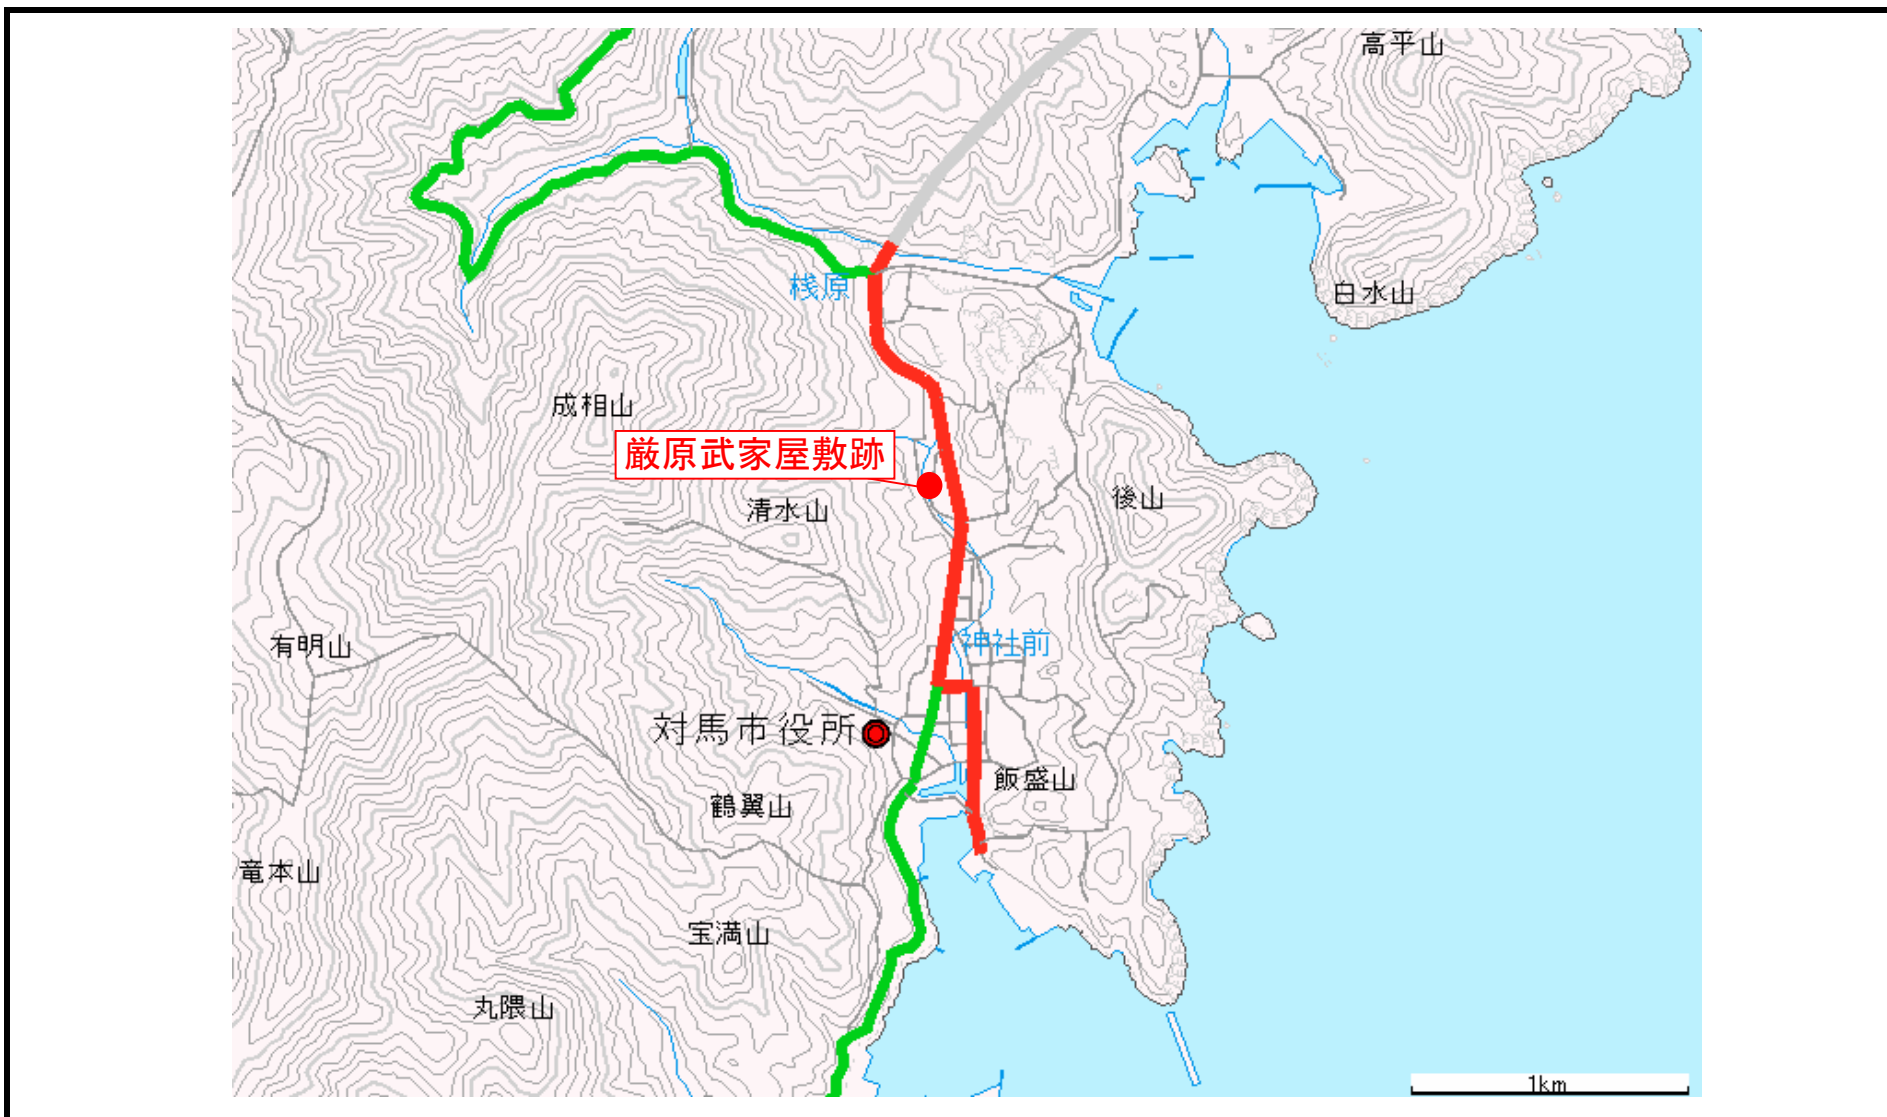 高平山
桟原
白水山
成相山
厳原武家屋敷跡
後山
清水山
有明山
神社前
対馬市役所
飯盛山
鶴翼山
竜本山
宝満山
丸隈山
1km